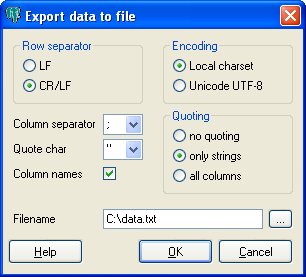 Export data to file
Row separator
LF
CR/LF
Encoding
Local charset
Unicode UTF-8
Column separator ;
Quote char "
Column names
Quoting
no quoting
only strings
all columns
Filename C:\data.txt ...
Help OK Cancel